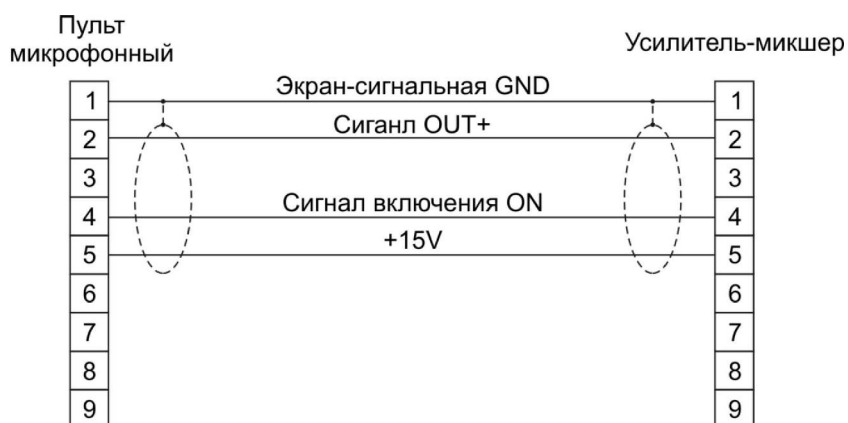 Пульт
микрофонный
Усилитель-микшер
1
Экран-сигнальная GND
1
2
Сиганл OUT+
2
3
3
4
Сигнал включения ON
4
5
+15V
5
6
6
7
7
8
8
9
9